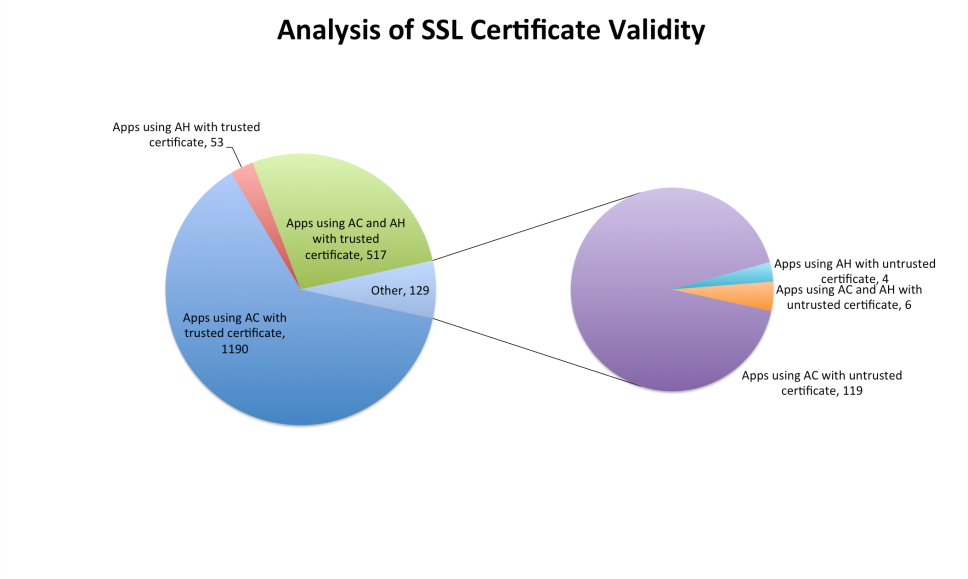 Analysis of SSL Certificate Validity
Apps using AH with trusted
certificate, 53
Apps using AC and AH
with trusted
certificate, 517
Other, 129
Apps using AC with
trusted certificate,
1190
Apps using AH with untrusted
certificate, 4
Apps using AC and AH with
untrusted certificate, 6
Apps using AC with untrusted
certificate, 119